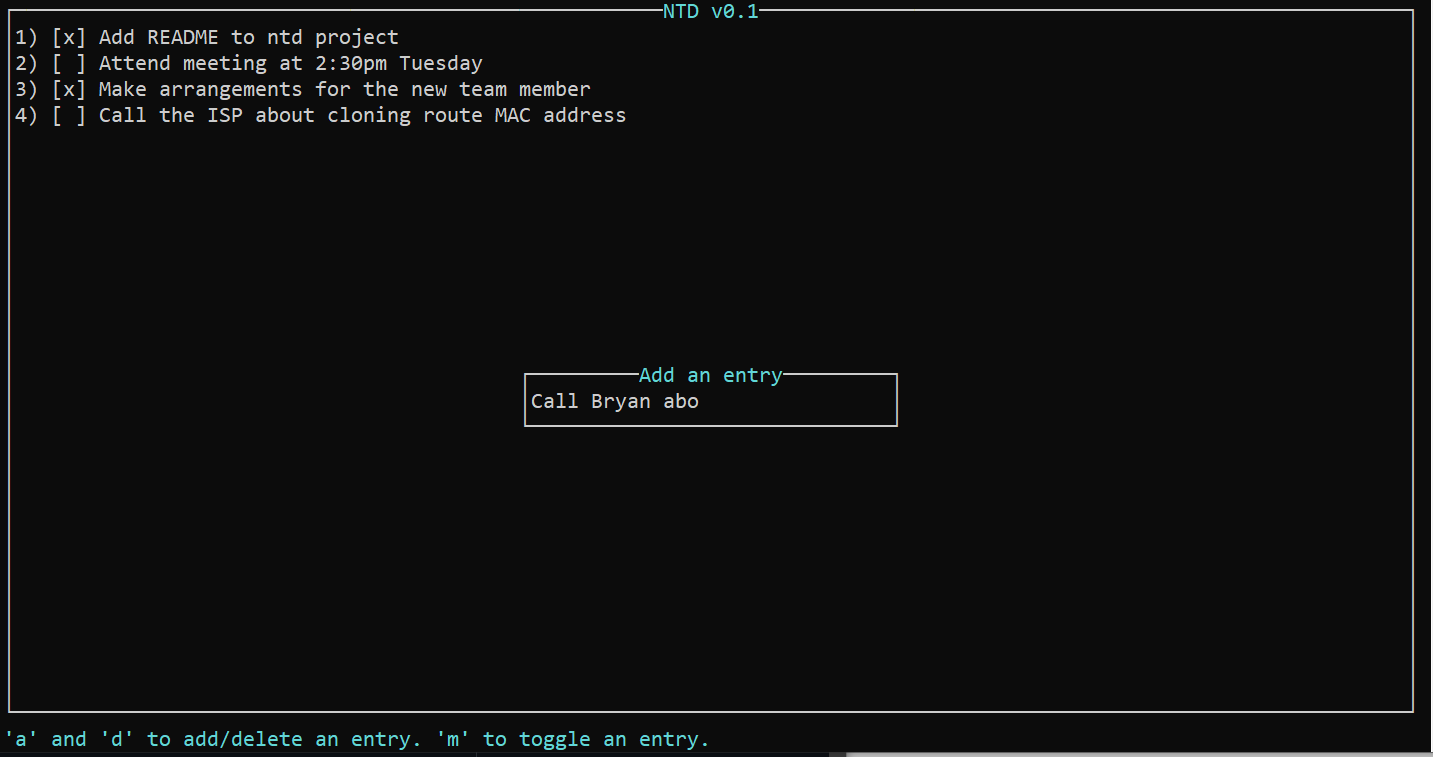 NTD v0.1
1) [x] Add README to ntd project
2) [ ] Attend meeting at 2:30pm Tuesday
3) [x] Make arrangements for the new team member
4) [ ] Call the ISP about cloning route MAC address
Add an entry
Call Bryan abo
'a' and 'd' to add/delete an entry. 'm' to toggle an entry.